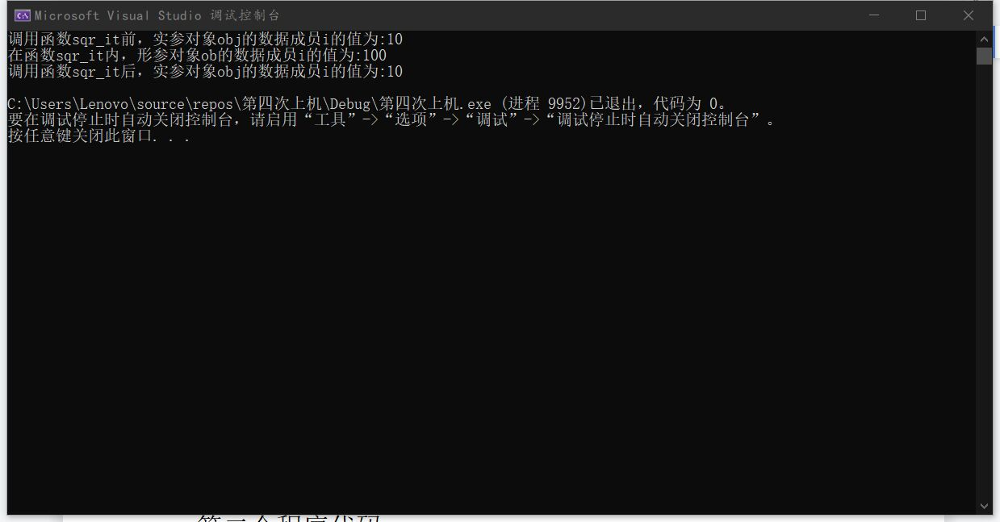 Microsoft Visual Studio 调试控制台
调用函数sqr_it前，实参对象obj的数据成员i的值为:10
在函数sqr_it内，形参对象ob的数据成员i的值为:100
调用函数sqr_it后，实参对象obj的数据成员i的值为:10
C:\Users\Lenovo\source\repos\第四次上机\Debug\第四次上机.exe (进程 9952)已退出，代码为 0。
要在调试停止时自动关闭控制台，请启用“工具”->“选项”->“调试”->“调试停止时自动关闭控制台”。
按任意键关闭此窗口. . .